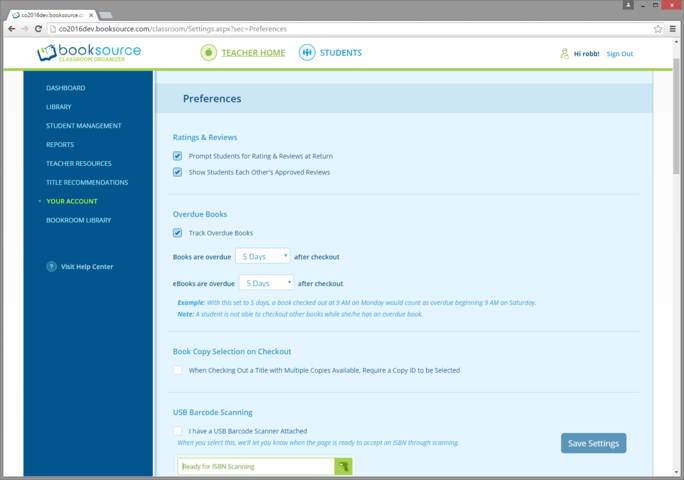 co2016dev.booksource.co
co2016dev.booksource.com/classroom/Settings.aspx?sec=Preferences
booksource
CLASSROOM ORGANIZER
TEACHER HOME
STUDENTS
Hi robb!
Sign Out
DASHBOARD
LIBRARY
STUDENT MANAGEMENT
REPORTS
TEACHER RESOURCES
TITLE RECOMMENDATIONS
YOUR ACCOUNT
BOOKROOM LIBRARY
? Visit Help Center
Preferences
Ratings & Reviews
Prompt Students for Rating & Reviews at Return
Show Students Each Other's Approved Reviews
Overdue Books
Track Overdue Books
Books are overdue 5 Days after checkout
eBooks are overdue 5 Days after checkout
Example: With this set to 5 days, a book checked out at 9 AM on Monday would count as overdue beginning 9 AM on Saturday.
Note: A student is not able to checkout other books while she/he has an overdue book.
Book Copy Selection on Checkout
When Checking Out a Title with Multiple Copies Available, Require a Copy ID to be Selected
USB Barcode Scanning
I have a USB Barcode Scanner Attached
When you select this, we'll let you know when the page is ready to accept an ISBN through scanning.
Ready for ISBN Scanning
Save Settings